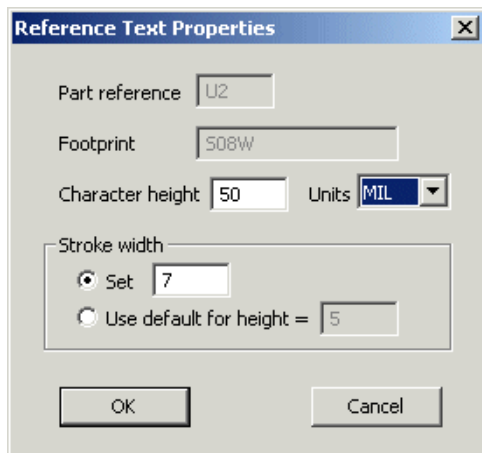 Reference Text Properties
Part reference U2
Footprint SO8W
Character height 50 Units MIL
Stroke width
Set 7
Use default for height = 5
OK Cancel